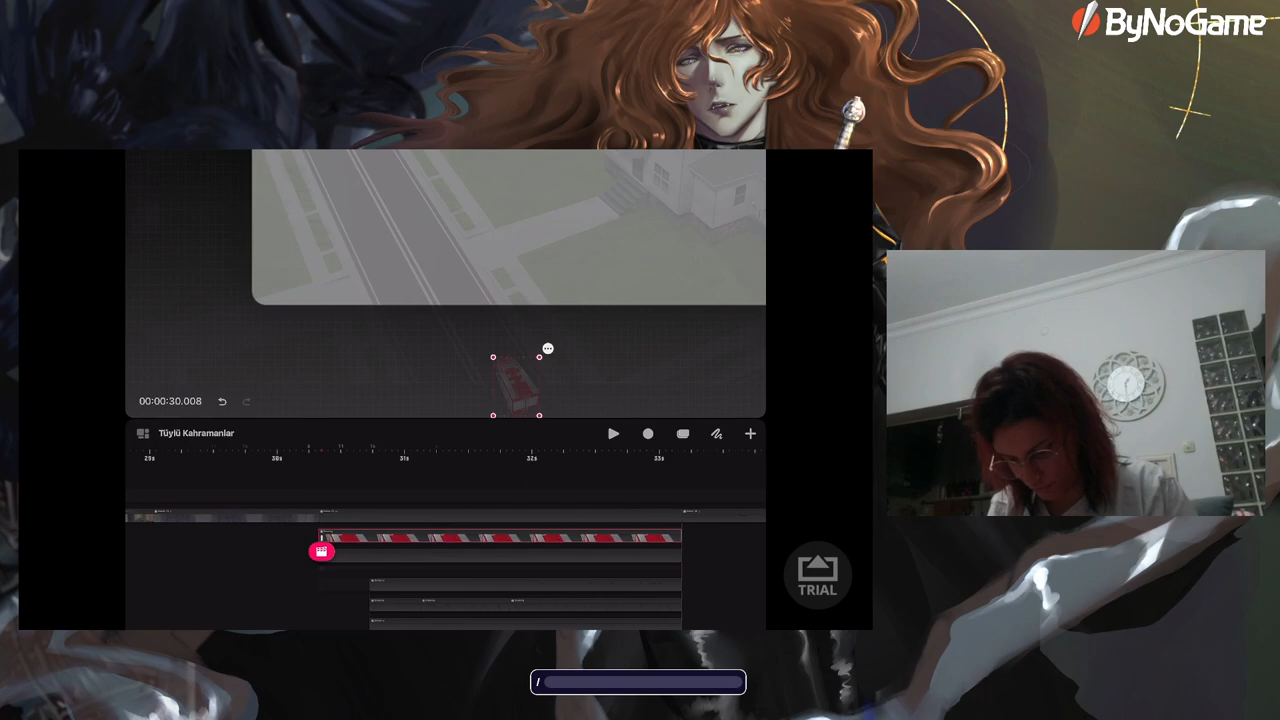 ByNoGame
00:00:30.008
Tüylü Kahramanlar
29s 30s 31s 32s 33s
TRIAL
/